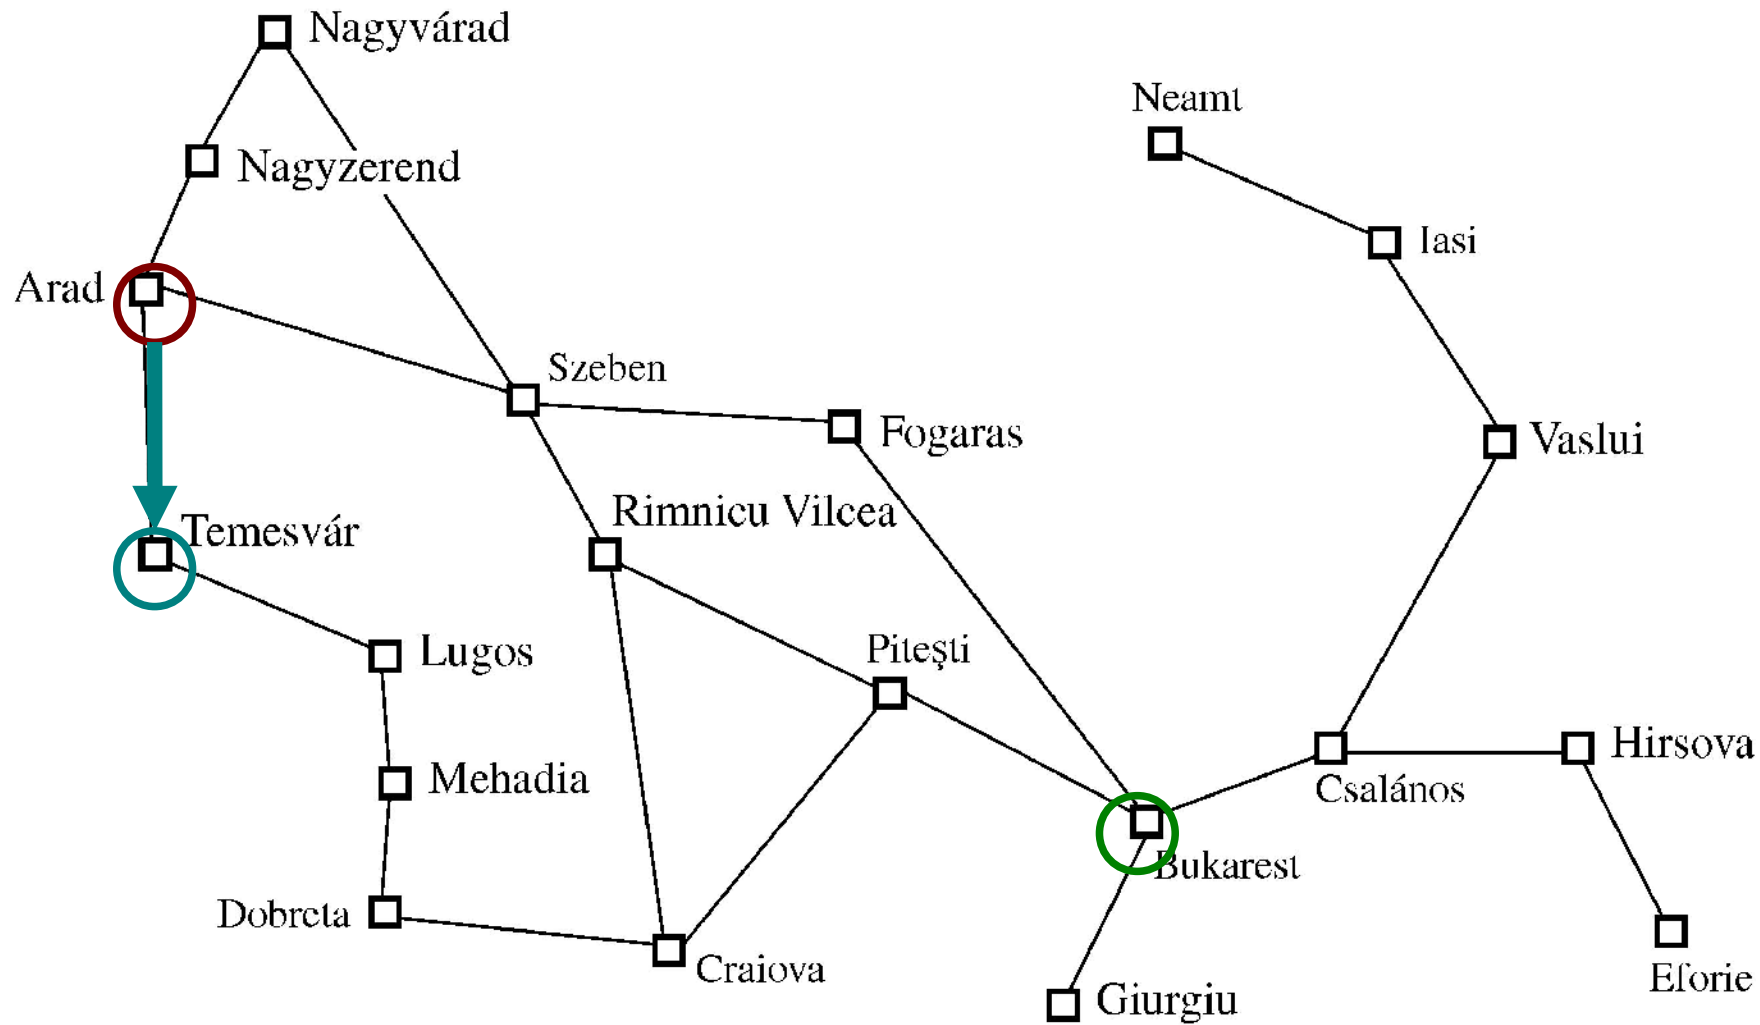 Nagyvárad
Neamt
Nagyzerend
Iasi
Arad
Szeben
Fogaras
Vaslui
Rimnicu Vilcea
Temesvár
Piteşti
Lugos
Hirsova
Mehadia
Csalános
Bukarest
Dobreta
Craiova
Eforie
Giurgiu